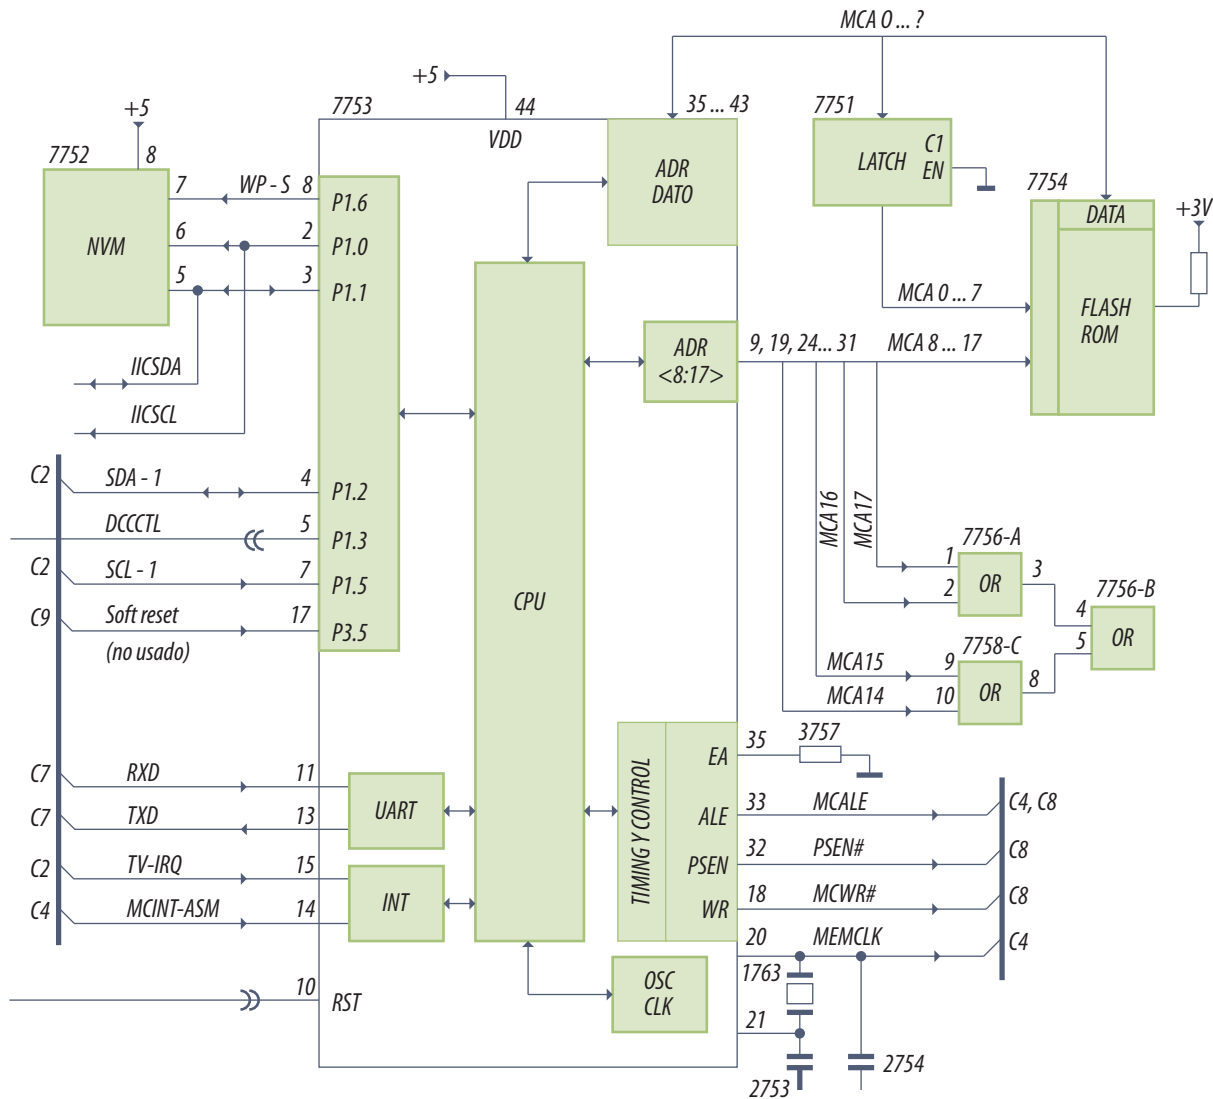 MCA 0 ... ?
+5
+5
7753
44
VDD
35 ... 43
7751
7752
8
ADR
DATO
LATCH
C1
EN
7754
+3V
NVM
7
WP - S
8
P1.6
6
2
P1.0
5
3
P1.1
DATA
FLASH
ROM
MCA 0 ... 7
ADR
<8:17>
9, 19, 24... 31
MCA 8 ... 17
IICSDA
IICSCL
C2
SDA - 1
4
P1.2
DCCCTL
5
P1.3
C2
SCL - 1
7
P1.5
C9
Soft reset
17
P3.5
(no usado)
CPU
MCA16
MCA17
7756-A
1
2
OR
3
7756-B
4
5
OR
7758-C
MCA15
9
MCA14
10
OR
8
C7
RXD
11
C7
TXD
13
UART
C2
TV-IRQ
15
C4
MCINT-ASM
14
INT
TIMING Y CONTROL
EA
35
3757
ALE
33
MCALE
C4, C8
PSEN
32
PSEN#
C8
WR
18
MCWR#
C8
20
MEMCLK
C4
10
RST
OSC
CLK
1763
21
2753
2754